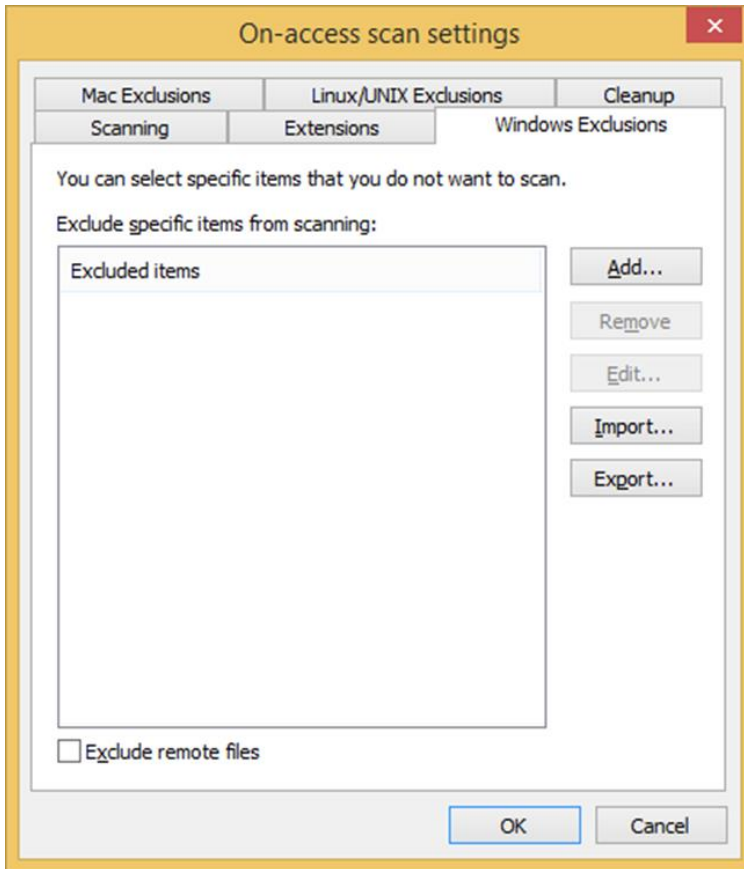 On-access scan settings
Mac Exclusions Linux/UNIX Exclusions Cleanup
Scanning Extensions Windows Exclusions
You can select specific items that you do not want to scan.
Exclude specific items from scanning:
Excluded items
Add...
Remove
Edit...
Import...
Export...
Exclude remote files
OK Cancel